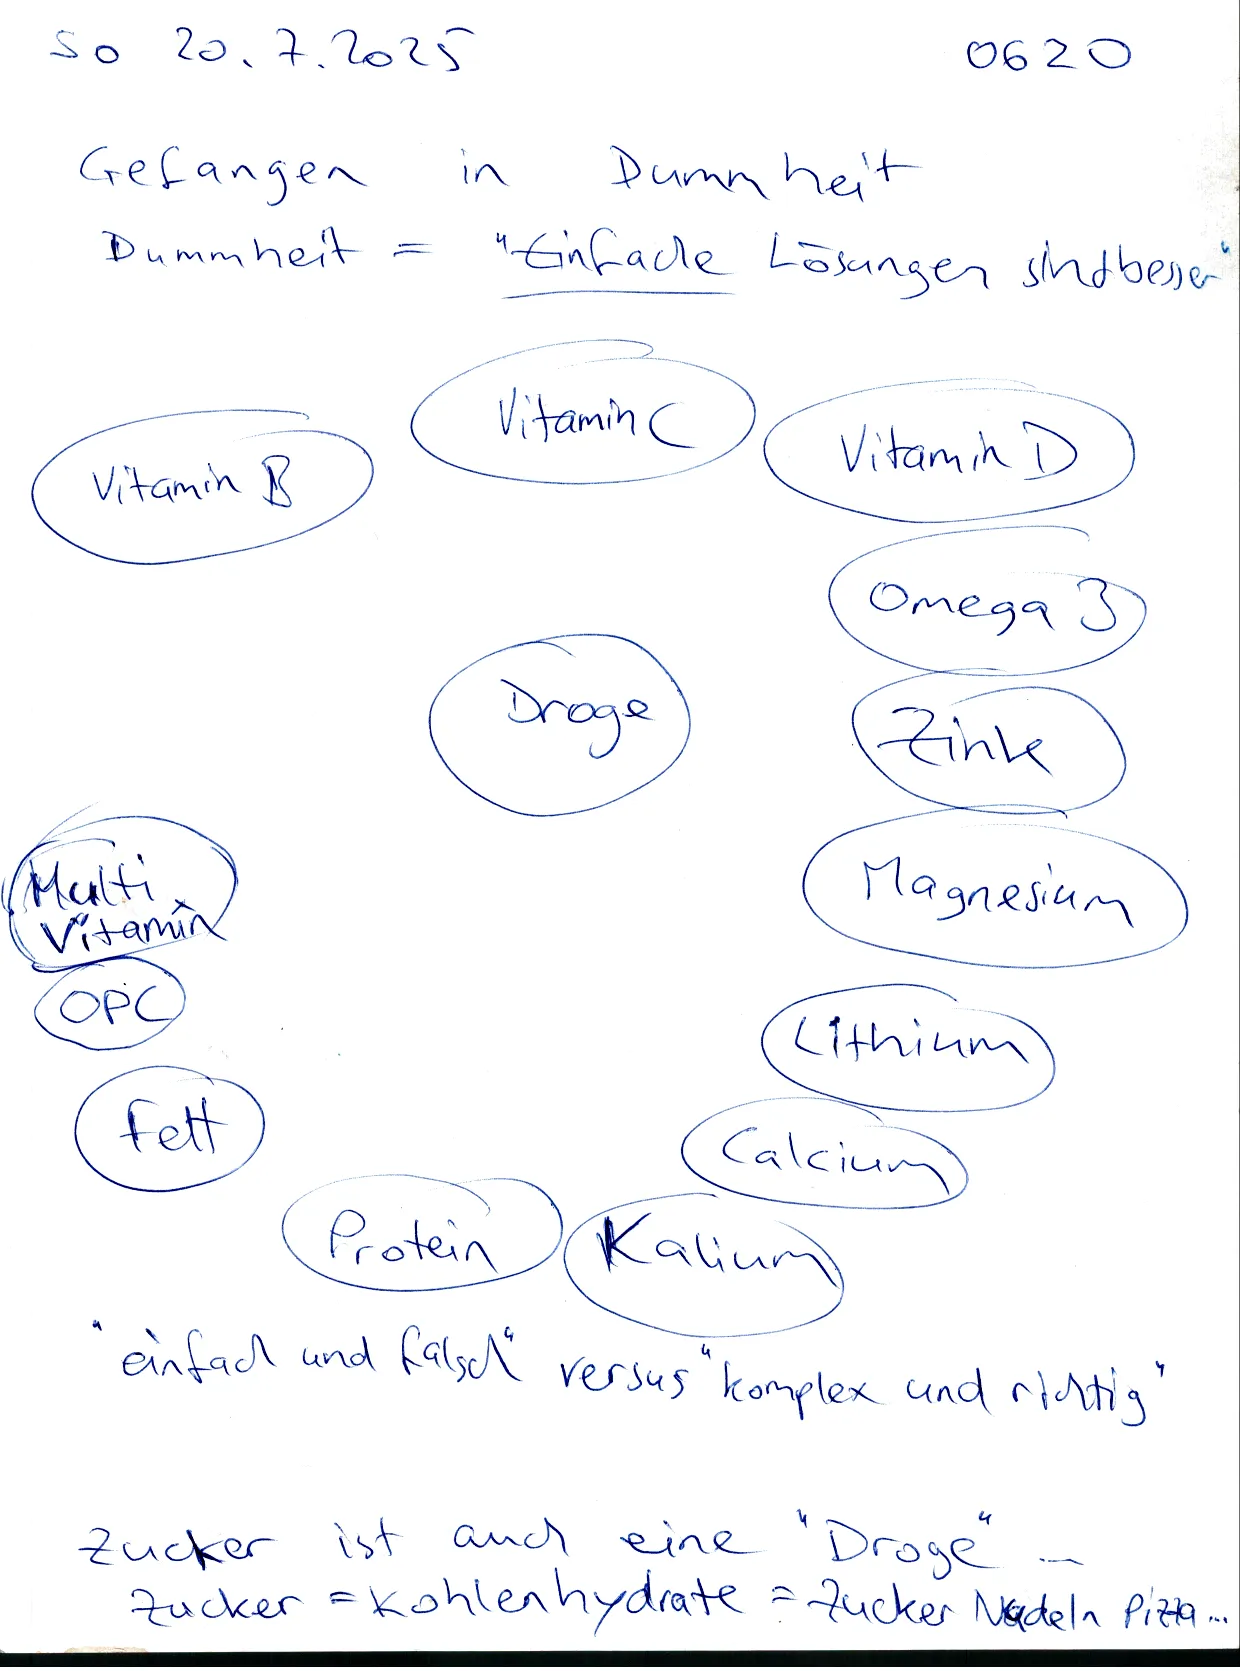 So 20.7.2025 0620
Gefangen in Dummheit
Dummheit = "Einfache Lösungen sind besser"
Vitamin C
Vitamin B
Vitamin D
Omega 3
Droge
Zink
Multi
Vitamin
Magnesium
OPC
Lithium
Fett
Calcium
Protein
Kalium
"einfach und falsch" versus "komplex und richtig"
Zucker ist auch eine "Droge" ...
Zucker = Kohlenhydrate = Zucker Nudeln Pizza ...